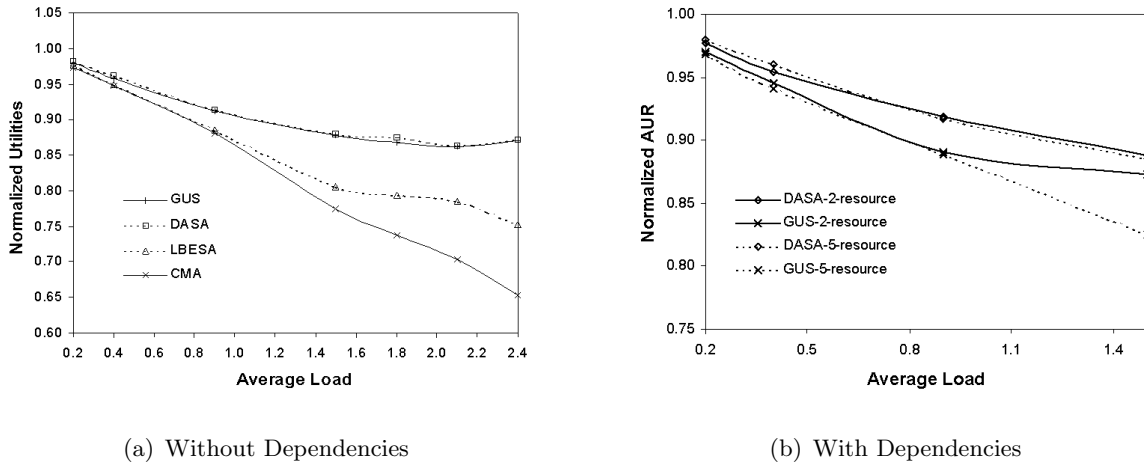 Normalized Utilities
1.05
1.00
0.95
0.90
0.85
0.80
0.75
0.70
0.65
0.60
GUS
DASA
LBESA
CMA
0.2 0.4 0.6 0.8 1.0 1.2 1.4 1.6 1.8 2.0 2.2 2.4
Average Load
(a) Without Dependencies
Normalized AUR
1.00
0.95
0.90
0.85
0.80
0.75
DASA-2-resource
GUS-2-resource
DASA-5-resource
GUS-5-resource
0.2 0.5 0.8 1.1 1.4
Average Load
(b) With Dependencies